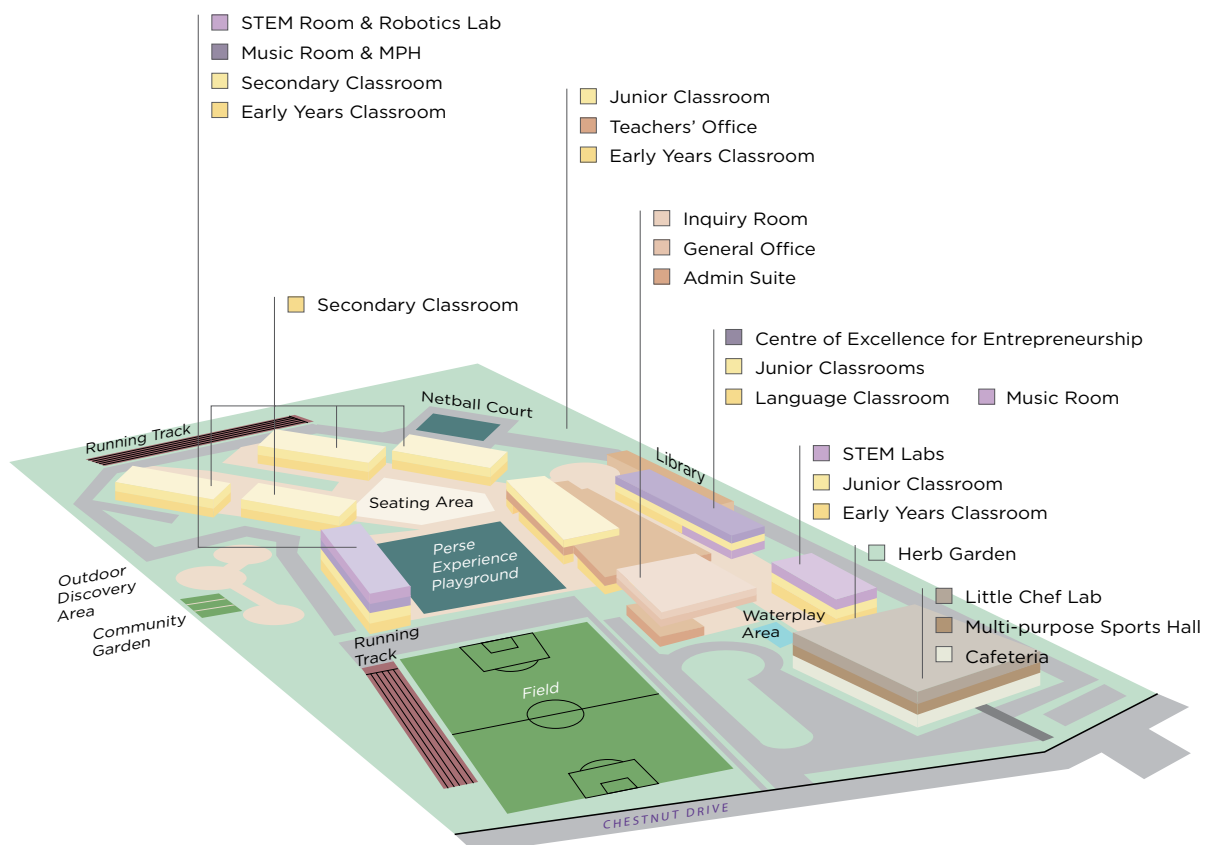 STEM Room & Robotics Lab
Music Room & MPH
Secondary Classroom
Early Years Classroom
Junior Classroom
Teachers' Office
Early Years Classroom
Inquiry Room
General Office
Admin Suite
Secondary Classroom
Centre of Excellence for Entrepreneurship
Junior Classrooms
Language Classroom
Music Room
Netball Court
Running Track
Library
STEM Labs
Junior Classroom
Early Years Classroom
Seating Area
Herb Garden
Perse
Experience
Playground
Outdoor
Discovery
Area
Community
Garden
Little Chef Lab
Waterplay
Area
Multi-purpose Sports Hall
Running
Track
Cafeteria
Field
CHESTNUT DRIVE